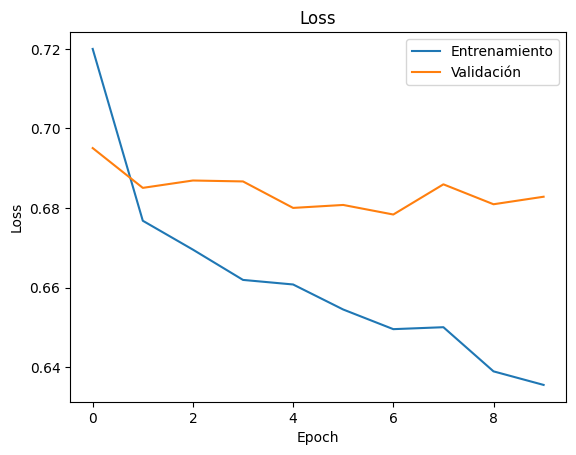 Loss
Entrenamiento
Validación
0.72
0.70
0.68
0.66
0.64
Loss
0
2
4
6
8
Epoch